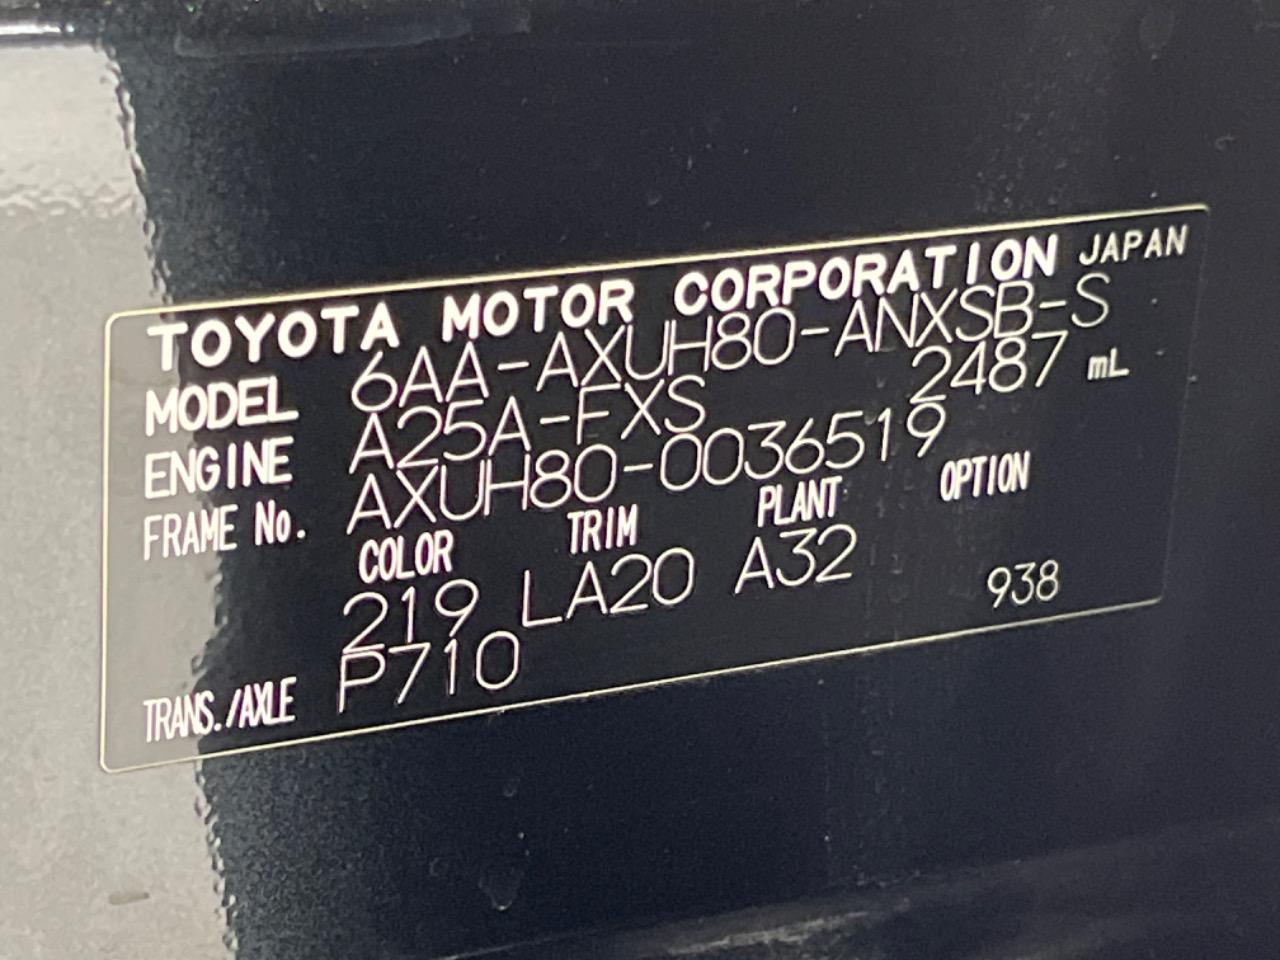 TOYOTA MOTOR CORPORATION JAPAN
MODEL 6AA-AXUH80-ANXSB-S
ENGINE A25A-FXS 2487 mL
FRAME No. AXUH80-0036519
COLOR TRIM PLANT OPTION
219 LA20 A32
TRANS./AXLE P710 938